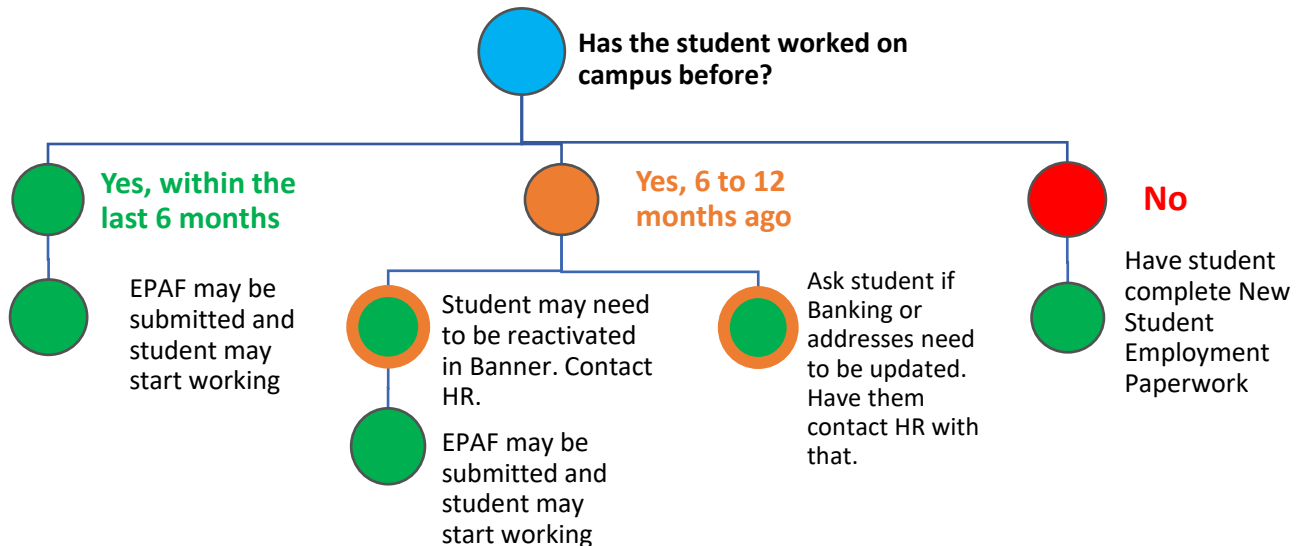 Has the student worked on
campus before?
Yes, within the
last 6 months
EPAF may be
submitted and
student may
start working
Yes, 6 to 12
months ago
Student may need
to be reactivated
in Banner. Contact
HR.
EPAF may be
submitted and
student may
start working
Ask student if
Banking or
addresses need
to be updated.
Have them
contact HR with
that.
No
Have student
complete New
Student
Employment
Paperwork